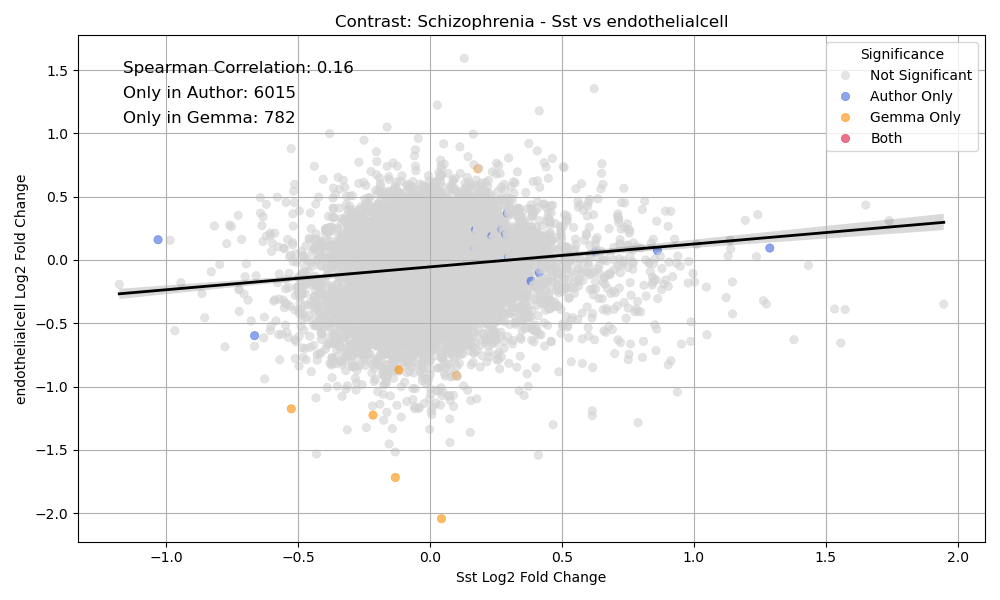 Contrast: Schizophrenia - Sst vs endothelialcell
Spearman Correlation: 0.16
Only in Author: 6015
Only in Gemma: 782
Significance
Not Significant
Author Only
Gemma Only
Both
endothelialcell Log2 Fold Change
1.5
1.0
0.5
0.0
−0.5
−1.0
−1.5
−2.0
−1.0 −0.5 0.0 0.5 1.0 1.5 2.0
Sst Log2 Fold Change